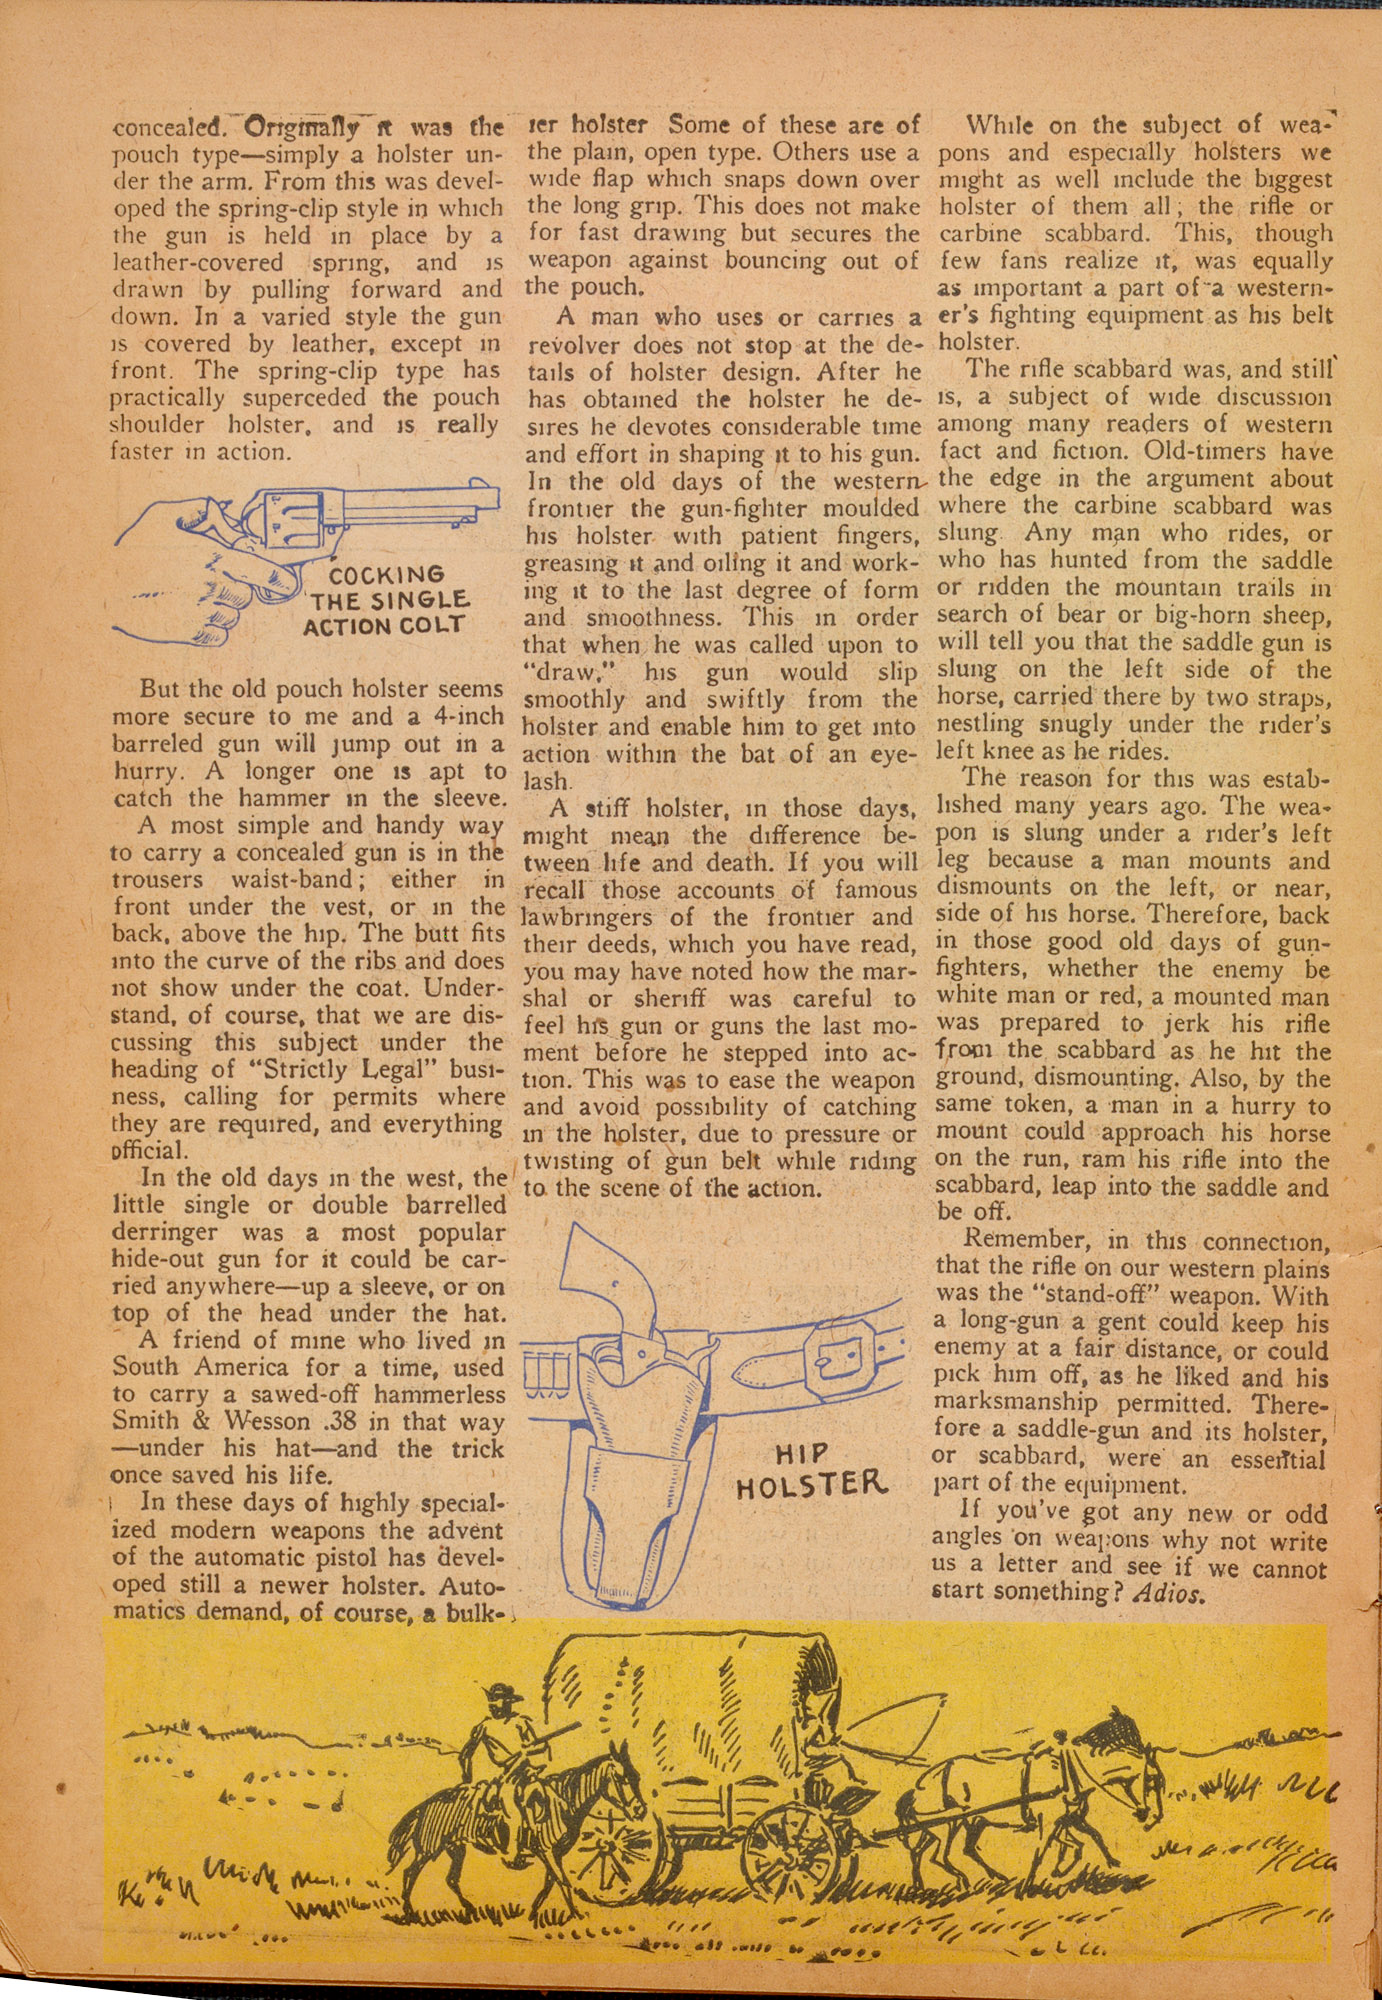 concealed. Originally it was the
pouch type—simply a holster un-
der the arm. From this was devel-
oped the spring-clip style in which
the gun is held in place by a
leather-covered spring, and is
drawn by pulling forward and
down. In a varied style the gun
is covered by leather, except in
front. The spring-clip type has
practically superceded the pouch
shoulder holster, and is really
faster in action.
COCKING
THE SINGLE
ACTION COLT
But the old pouch holster seems
more secure to me and a 4-inch
barreled gun will jump out in a
hurry. A longer one is apt to
catch the hammer in the sleeve.
A most simple and handy way
to carry a concealed gun is in the
trousers waist-band; either in
front under the vest, or in the
back, above the hip. The butt fits
into the curve of the ribs and does
not show under the coat. Under-
stand, of course, that we are dis-
cussing this subject under the
heading of "Strictly Legal" busi-
ness, calling for permits where
they are required, and everything
official.
In the old days in the west, the
little single or double barrelled
derringer was a most popular
hide-out gun for it could be car-
ried anywhere—up a sleeve, or on
top of the head under the hat.
A friend of mine who lived in
South America for a time, used
to carry a sawed-off hammerless
Smith & Wesson .38 in that way
—under his hat—and the trick
once saved his life.
In these days of highly special-
ized modern weapons the advent
of the automatic pistol has devel-
oped still a newer holster. Auto-
matics demand, of course, a bulk-
ier holster Some of these are of
the plain, open type. Others use a
wide flap which snaps down over
the long grip. This does not make
for fast drawing but secures the
weapon against bouncing out of
the pouch.
A man who uses or carries a
revolver does not stop at the de-
tails of holster design. After he
has obtained the holster he de-
sires he devotes considerable time
and effort in shaping it to his gun.
In the old days of the western
frontier the gun-fighter moulded
his holster with patient fingers,
greasing it and oiling it and work-
ing it to the last degree of form
and smoothness. This in order
that when he was called upon to
"draw," his gun would slip
smoothly and swiftly from the
holster and enable him to get into
action within the bat of an eye-
lash.
A stiff holster, in those days,
might mean the difference be-
tween life and death. If you will
recall those accounts of famous
lawbringers of the frontier and
their deeds, which you have read,
you may have noted how the mar-
shal or sheriff was careful to
feel his gun or guns the last mo-
ment before he stepped into ac-
tion. This was to ease the weapon
and avoid possibility of catching
in the holster, due to pressure or
twisting of gun belt while riding
to the scene of the action.
HIP
HOLSTER
While on the subject of wea-
pons and especially holsters we
might as well include the biggest
holster of them all; the rifle or
carbine scabbard. This, though
few fans realize it, was equally
as important a part of a western-
er's fighting equipment as his belt
holster.
The rifle scabbard was, and still
is, a subject of wide discussion
among many readers of western
fact and fiction. Old-timers have
the edge in the argument about
where the carbine scabbard was
slung. Any man who rides, or
who has hunted from the saddle
or ridden the mountain trails in
search of bear or big-horn sheep,
will tell you that the saddle gun is
slung on the left side of the
horse, carried there by two straps,
nestling snugly under the rider's
left knee as he rides.
The reason for this was estab-
lished many years ago. The wea-
pon is slung under a rider's left
leg because a man mounts and
dismounts on the left, or near,
side of his horse. Therefore, back
in those good old days of gun-
fighters, whether the enemy be
white man or red, a mounted man
was prepared to jerk his rifle
from the scabbard as he hit the
ground, dismounting. Also, by the
same token, a man in a hurry to
mount could approach his horse
on the run, ram his rifle into the
scabbard, leap into the saddle and
be off.
Remember, in this connection,
that the rifle on our western plains
was the "stand-off" weapon. With
a long-gun a gent could keep his
enemy at a fair distance, or could
pick him off, as he liked and his
marksmanship permitted. There-
fore a saddle-gun and its holster,
or scabbard, were an essential
part of the equipment.
If you've got any new or odd
angles on weapons why not write
us a letter and see if we cannot
start something? Adios.